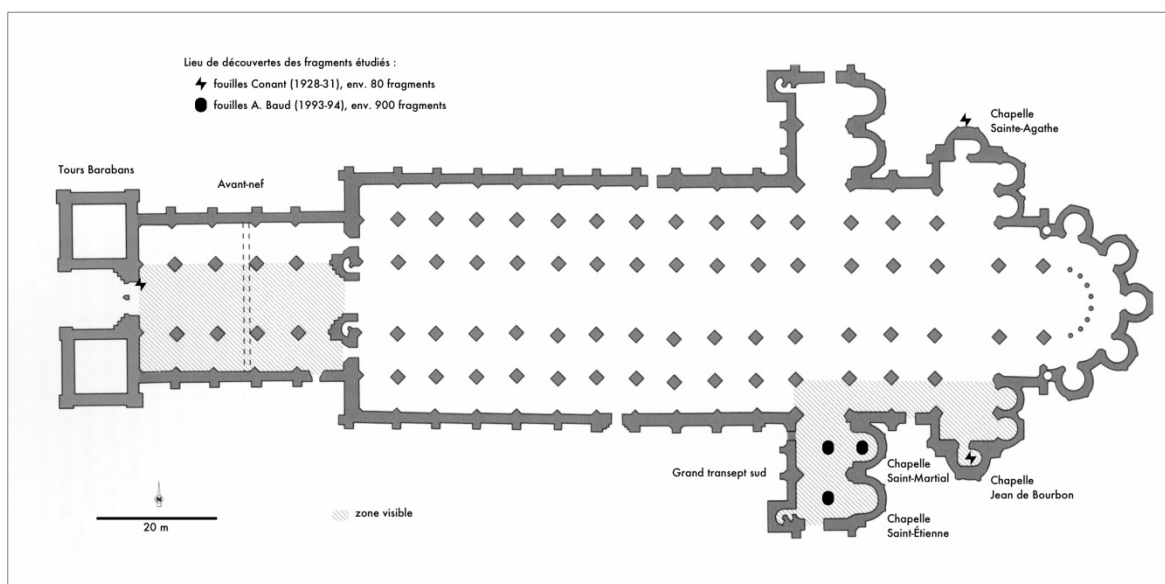 Lieu de découvertes des fragments étudiés :
fouilles Conant (1928-31), env. 80 fragments
fouilles A. Baud (1993-94), env. 900 fragments
Chapelle
Sainte-Agathe
Tours Barabans
Avant-nef
Grand transept sud
Chapelle
Saint-Martial
Chapelle
Jean de Bourbon
Chapelle
Saint-Étienne
N
20 m
zone visible